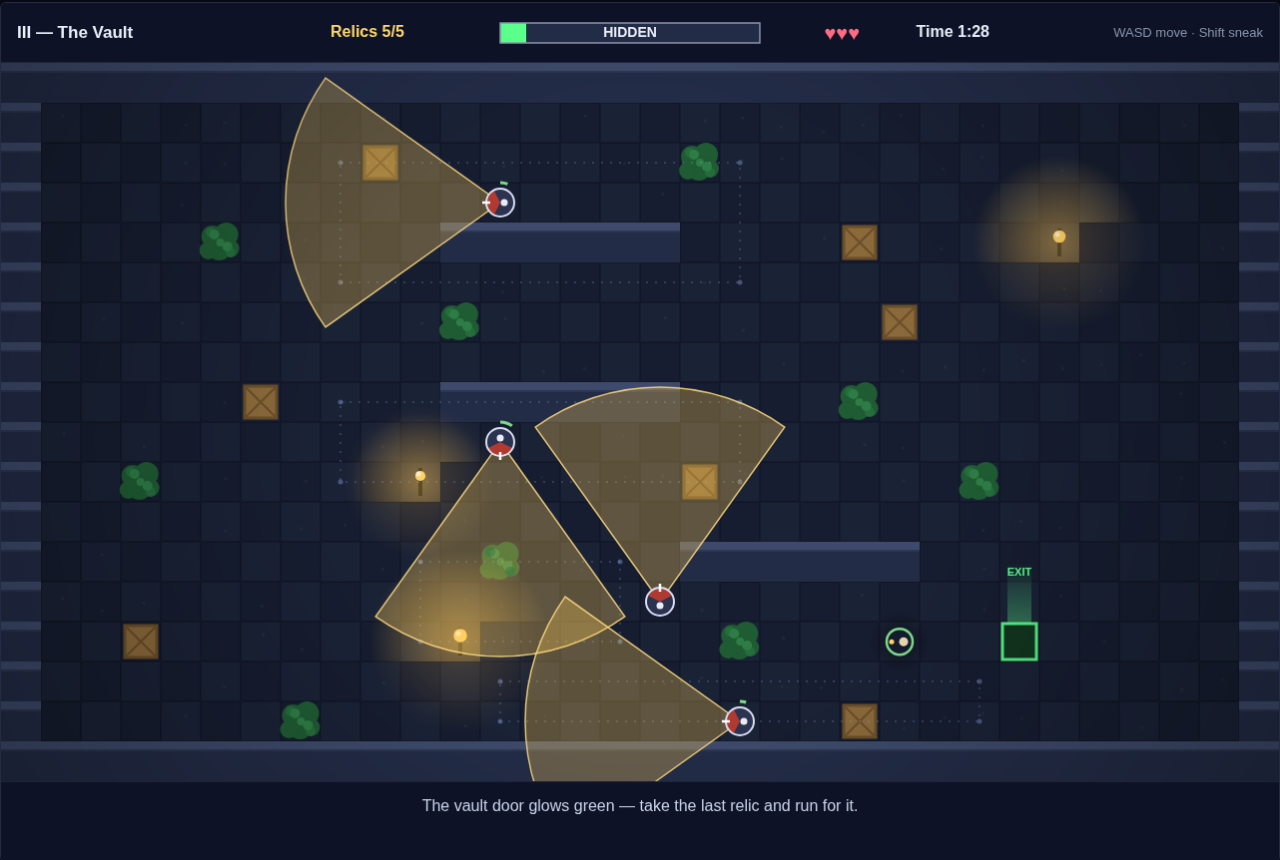 III — The Vault
Relics 5/5
HIDDEN
Time 1:28
WASD move · Shift sneak
EXIT
The vault door glows green — take the last relic and run for it.